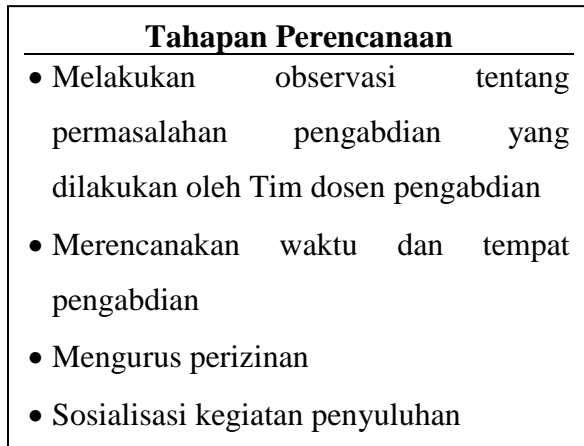 Tahapan Perencanaan
• Melakukan observasi tentang
permasalahan pengabdian yang
dilakukan oleh Tim dosen pengabdian
• Merencanakan waktu dan tempat
pengabdian
• Mengurus perizinan
• Sosialisasi kegiatan penyuluhan